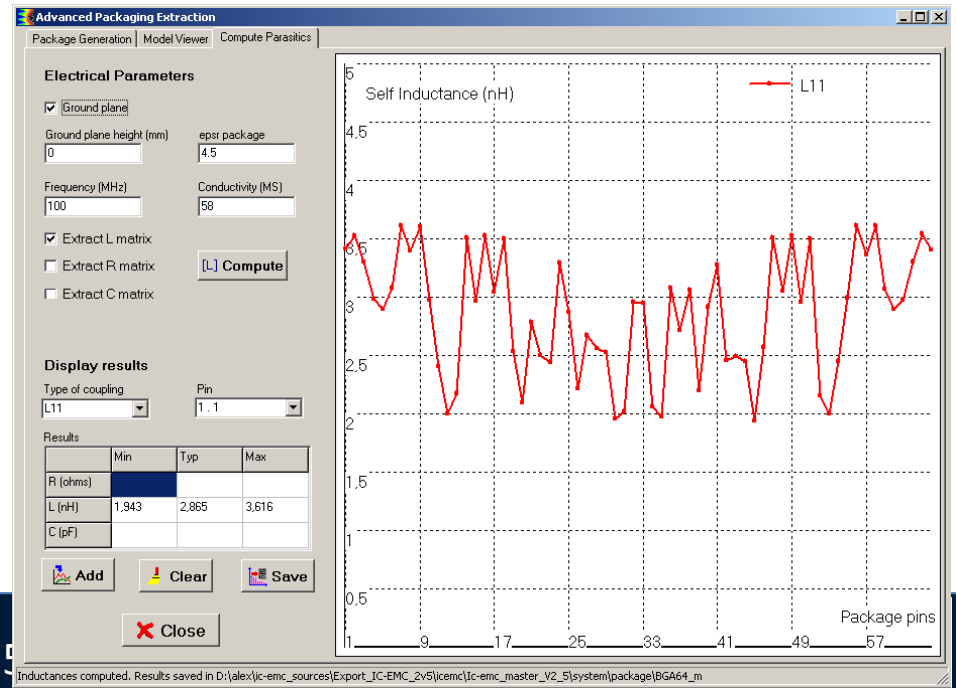 Advanced Packaging Extraction
Package Generation Model Viewer Compute Parasitics
Electrical Parameters
Ground plane
Ground plane height (mm) epsr package
0 4.5
Frequency (MHz) Conductivity (MS)
100 58
Extract L matrix
Extract R matrix
[L] Compute
Extract C matrix
Display results
Type of coupling Pin
L11 1 . 1
Results
Min Typ Max
R (ohms)
L (nH) 1,943 2,865 3,616
C (pF)
Add Clear Save
Close
Self Inductance (nH)
L11
5
4,5
4
3,5
3
2,5
2
1,5
1
0,5
Package pins
1 9 17 25 33 41 49 57
Inductances computed. Results saved in D:\alex\ic-emc_sources\Export_IC-EMC_2v5\icemc\Ic-emc_master_V2_5\system\package\BGA64_m